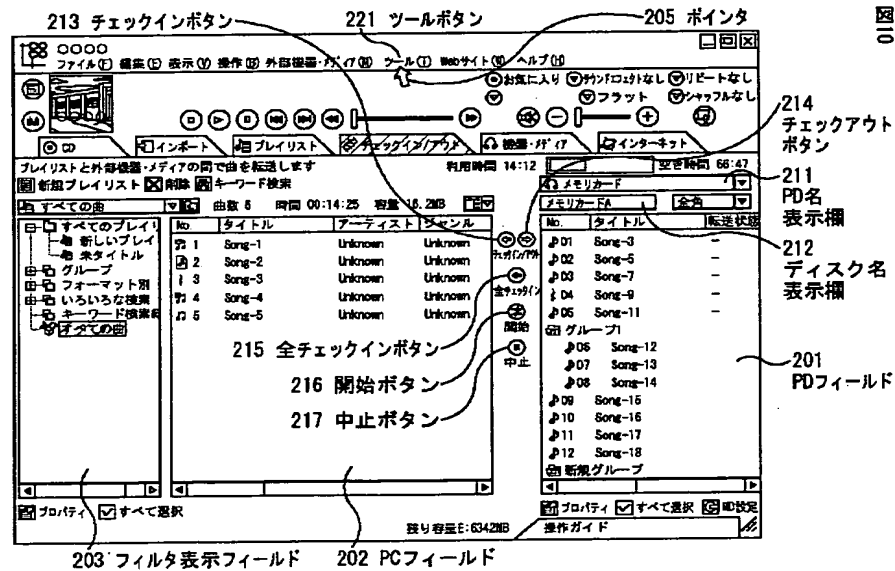 図10
213 チェックインボタン
221 ツールボタン
205 ポインタ
○○○○
ファイル(F) 編集(E) 表示(V) 操作(B) 外部機器・メディア(M) ツール(T) Webサイト(W) ヘルプ(H)
お気に入り サウンドエフェクトなし リピートなし
フラット シャッフルなし
214 チェックアウトボタン
CD インポート プレイリスト チェックイン/アウト 機器・メディア インターネット
プレイリストと外部機器・メディアの間で曲を転送します
利用時間 14:12 空き時間 66:47
新規プレイリスト 削除 キーワード検索
メモリカード
211 PD名表示欄
すべての曲 曲数 5 時間 00:14:25 容量 16.2MB
メモリカードA 全角
212 ディスク名表示欄
すべてのプレイリ
新しいプレイ
未タイトル
グループ
フォーマット別
いろいろな検索
キーワード検索
すべての曲
No. タイトル アーティスト ジャンル
1 Song-1 Unknown Unknown
2 Song-2 Unknown Unknown
3 Song-3 Unknown Unknown
4 Song-4 Unknown Unknown
5 Song-5 Unknown Unknown
チェックイン/アウト
全チェックイン
開始
中止
215 全チェックインボタン
216 開始ボタン
217 中止ボタン
No. タイトル 転送状態
01 Song-3 −
02 Song-5 −
03 Song-7 −
04 Song-9 −
05 Song-11 −
グループ1
06 Song-12
07 Song-13
08 Song-14
09 Song-15
10 Song-16
11 Song-17
12 Song-18
新規グループ
201 PDフィールド
プロパティ すべて選択
プロパティ すべて選択 MD設定
残り容量E:6342MB
操作ガイド
203 フィルタ表示フィールド
202 PCフィールド